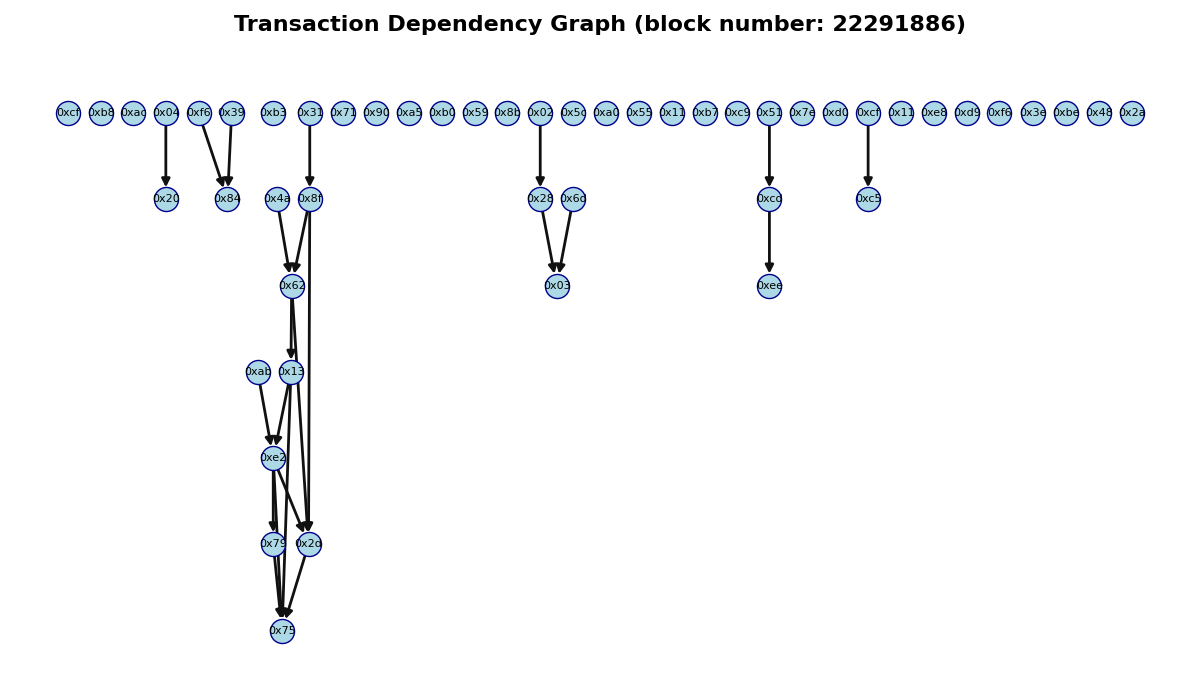 Transaction Dependency Graph (block number: 22291886)
0xcf 0xb8 0xac 0x04 0xf6 0x39 0xb3 0x31 0x71 0x90 0xa5 0xb0 0x59 0x8b 0x02 0x5c 0xa0 0x55 0x11 0xb7 0xc9 0x51 0x7e 0xd0 0xcf 0x11 0xe8 0xd9 0xf6 0x3e 0xbe 0x48 0x2a
0x20 0x84 0x4a 0x8f 0x28 0x6d 0xcd 0xc5
0x62 0x03 0xee
0xab 0x13
0xe2
0x79 0x2d
0x75